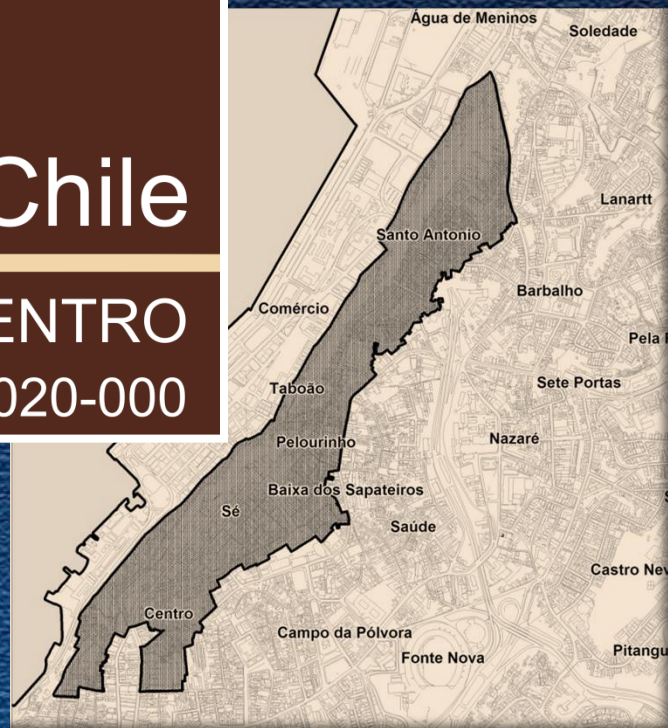 Chile
ENTRO
020-000
Água de Meninos
Soledade
Lanartt
Santo Antonio
Barbalho
Comércio
Pela
Taboão
Sete Portas
Pelourinho
Nazaré
Baixa dos Sapateiros
Sé
Saúde
Castro Nev
Centro
Campo da Pólvora
Fonte Nova
Pitangu